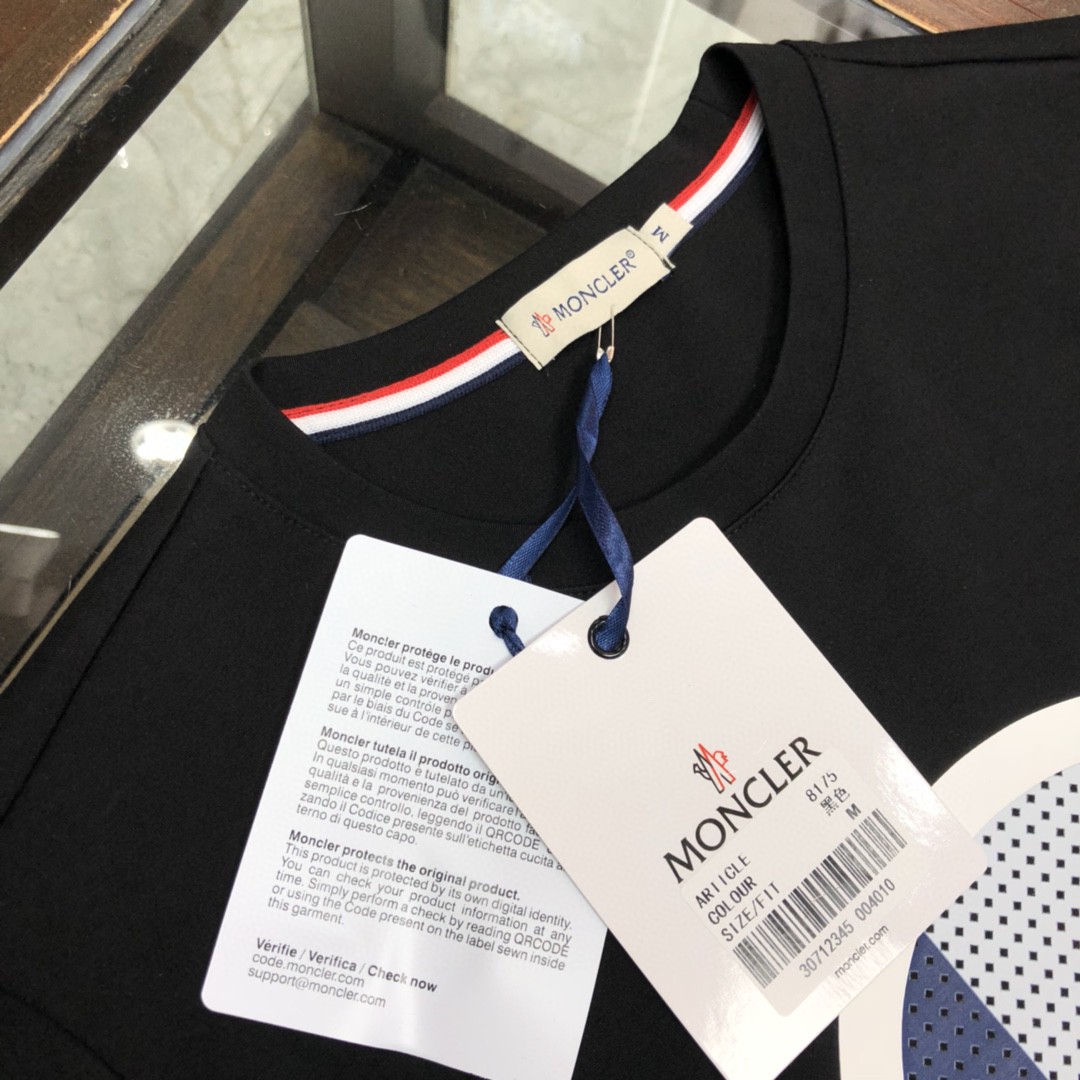 M
MONCLER®
Moncler protège le
Ce produit est protégé
Vous pouvez vérifier à
la qualité et la
un simple contrôle
par le biais du Code se
sue à l'intérieur de cette
Moncler tutela il prodotto
Questo prodotto è tutelato da un
In qualsiasi momento può verificare
qualità e la provenienza del prodotto
semplice controllo, leggendo il QRCODE
zando il Codice presente sull'etichetta cucita
terno di questo capo.
Moncler protects the original product.
This product is protected by its own digital identity.
You can check your product information at any
time. Simply perform a check by reading QRCODE
or using the Code present on the label sewn inside
this garment.
Vérifie / Verifica / Check now
code.moncler.com
support@moncler.com
MONCLER
ARTICLE 81/5
COLOUR 黑色
SIZE/FIT M
30712345 004010
moncler.com